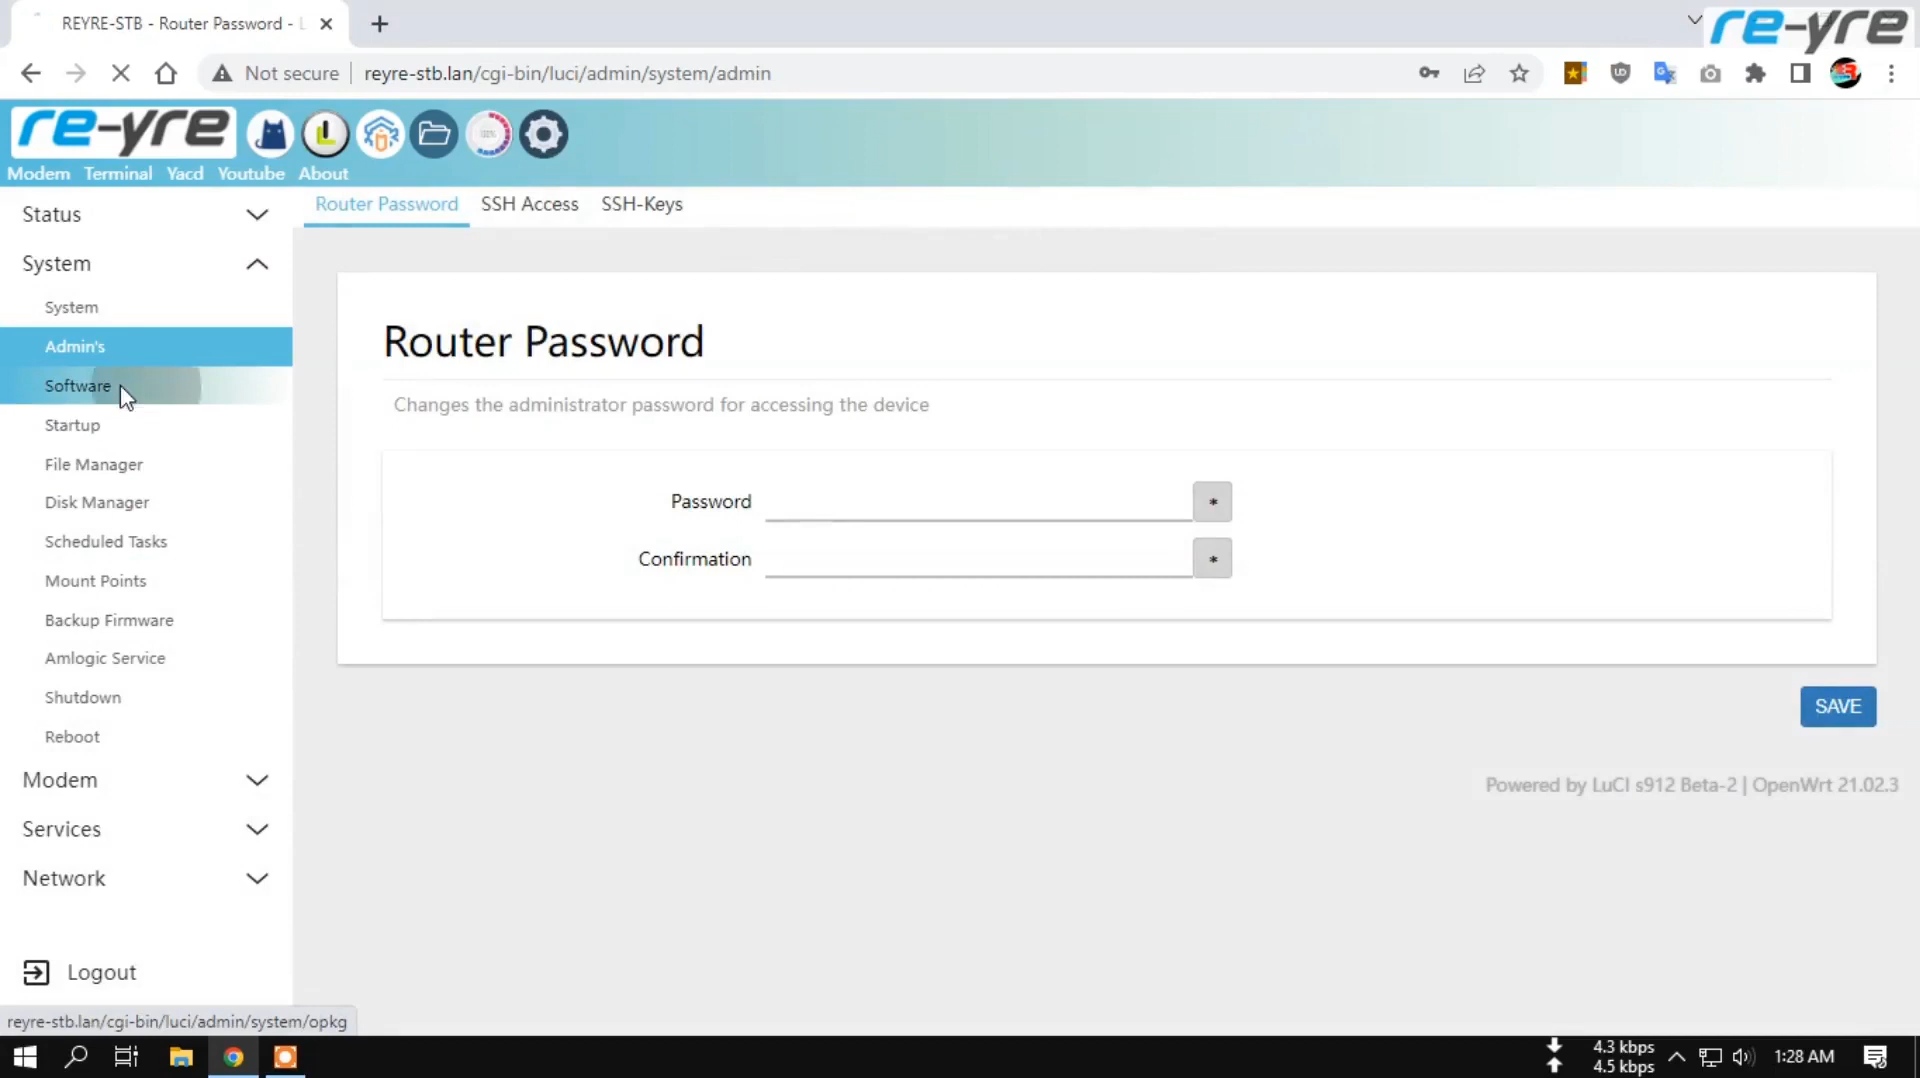 REYRE-STB - Router Password - L
re-yre
Not secure
reyre-stb.lan/cgi-bin/luci/admin/system/admin
re-yre
Modem Terminal Yacd Youtube About
Router Password SSH Access SSH-Keys
Status
System
System
Admin's
Software
Startup
File Manager
Disk Manager
Scheduled Tasks
Mount Points
Backup Firmware
Amlogic Service
Shutdown
Reboot
Modem
Services
Network
Logout
Router Password
Changes the administrator password for accessing the device
Password *
Confirmation *
SAVE
Powered by LuCI s912 Beta-2 | OpenWrt 21.02.3
reyre-stb.lan/cgi-bin/luci/admin/system/opkg
4.3 kbps
4.5 kbps
1:28 AM